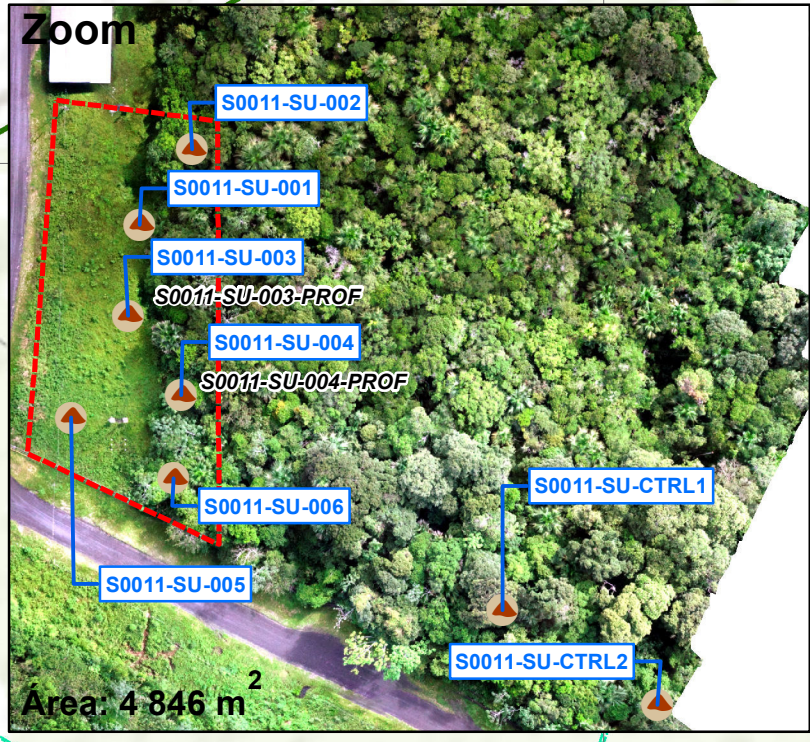 Zoom
S0011-SU-002
S0011-SU-001
S0011-SU-003
S0011-SU-003-PROF
S0011-SU-004
S0011-SU-004-PROF
S0011-SU-CTRL1
S0011-SU-006
S0011-SU-005
S0011-SU-CTRL2
Área: 4 846 m²